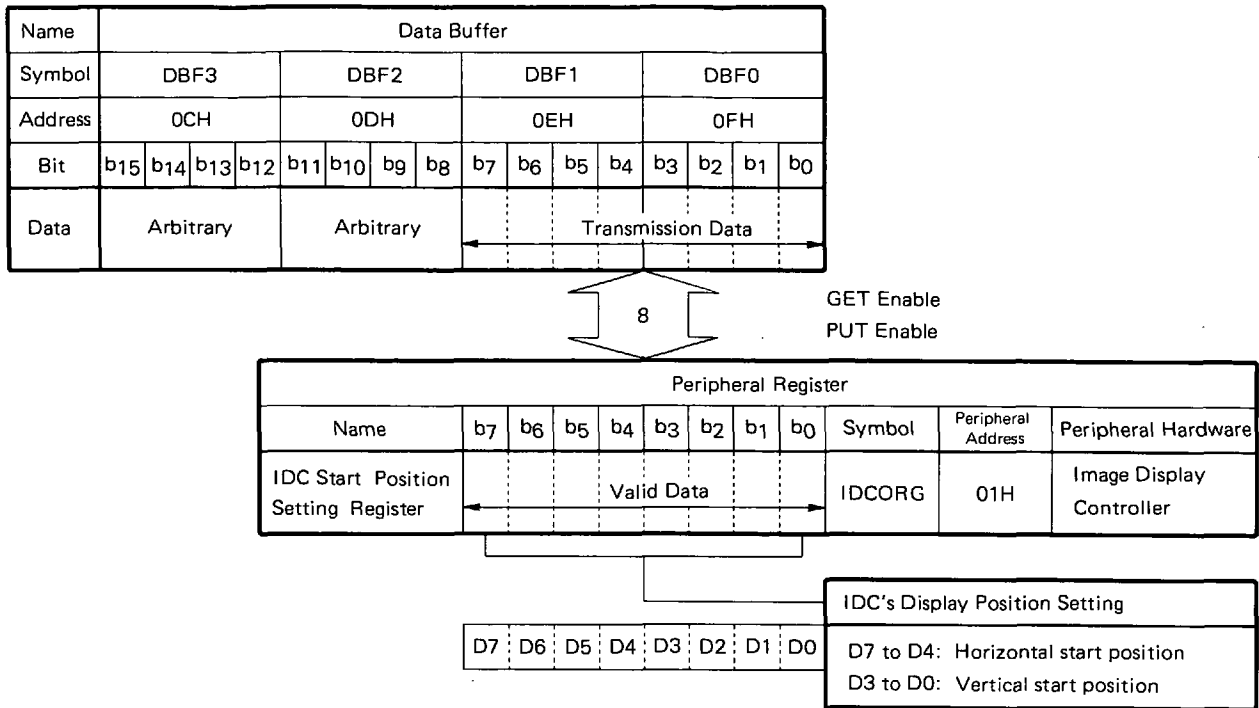 Name Data Buffer
Symbol DBF3 DBF2 DBF1 DBF0
Address 0CH 0DH 0EH 0FH
Bit b15 b14 b13 b12 b11 b10 b9 b8 b7 b6 b5 b4 b3 b2 b1 b0
Data Arbitrary Arbitrary Transmission Data
8
GET Enable
PUT Enable
Peripheral Register
Name b7 b6 b5 b4 b3 b2 b1 b0 Symbol Peripheral Address Peripheral Hardware
IDC Start Position
Setting Register
Valid Data
IDCORG
01H
Image Display
Controller
IDC's Display Position Setting
D7 D6 D5 D4 D3 D2 D1 D0
D7 to D4: Horizontal start position
D3 to D0: Vertical start position